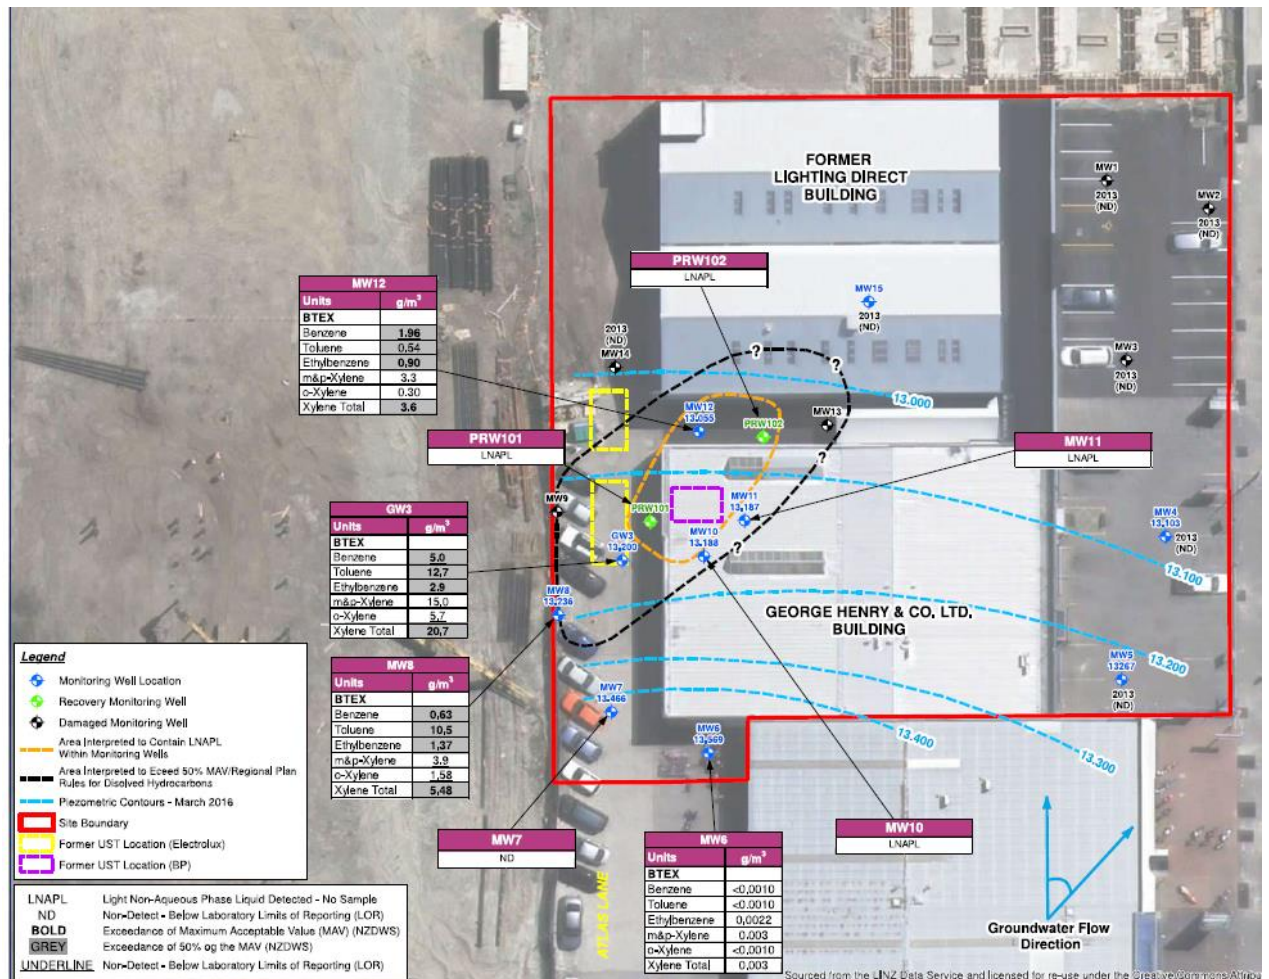 FORMER
LIGHTING DIRECT
BUILDING
MW1
2013
(ND)
MW2
2013
(ND)
PRW102
LNAPL
MW15
2013
(ND)
MW12
Units g/m³
BTEX
Benzene 1.96
Toluene 0,54
Ethylbenzene 0,90
m&p-Xylene 3.3
o-Xylene 0.30
Xylene Total 3.6
2013
(ND)
MW14
MW3
2013
(ND)
?
?
13.000
MW12
13.055
PRW102
MW13
PRW101
LNAPL
MW11
LNAPL
?
MW9
GW3
Units g/m³
BTEX
Benzene 5.0
Toluene 12,7
Ethylbenzene 2.9
m&p-Xylene 15,0
o-Xylene 5.7
Xylene Total 20,7
PRW101
MW11
13.187
GW3
13.200
MW10
13.188
?
MW4
13.103
2013
(ND)
13.100
MW8
13.236
GEORGE HENRY & CO, LTD.
BUILDING
MW8
Units g/m³
BTEX
Benzene 0,63
Toluene 10,5
Ethylbenzene 1,37
m&p-Xylene 3.9
o-Xylene 1,58
Xylene Total 5,48
13.200
MW5
13267
2013
(ND)
MW7
13.466
MW6
13.569
13.400
13.300
Legend
Monitoring Well Location
Recovery Monitoring Well
Damaged Monitoring Well
Area Interpreted to Contain LNAPL
Within Monitoring Wells
Area Interpreted to Exceed 50% MAV/Regional Plan
Rules for Disolved Hydrocarbons
Piezometric Contours - March 2016
Site Boundary
Former UST Location (Electrolux)
Former UST Location (BP)
MW7
ND
MW6
Units g/m³
BTEX
Benzene <0,0010
Toluene <0.0010
Ethylbenzene 0,0022
m&p-Xylene 0.003
o-Xylene <0,0010
Xylene Total 0,003
MW10
LNAPL
ATLAS LANE
Groundwater Flow
Direction
LNAPL Light Non-Aqueous Phase Liquid Detected - No Sample
ND Non-Detect - Below Laboratory Limits of Reporting (LOR)
BOLD Exceedance of Maximum Acceptable Value (MAV) (NZDWS)
GREY Exceedance of 50% og the MAV (NZDWS)
UNDERLINE Non-Detect - Below Laboratory Limits of Reporting (LOR)
Sourced from the LINZ Data Service and licensed for re-use under the Creative Commons Attribu